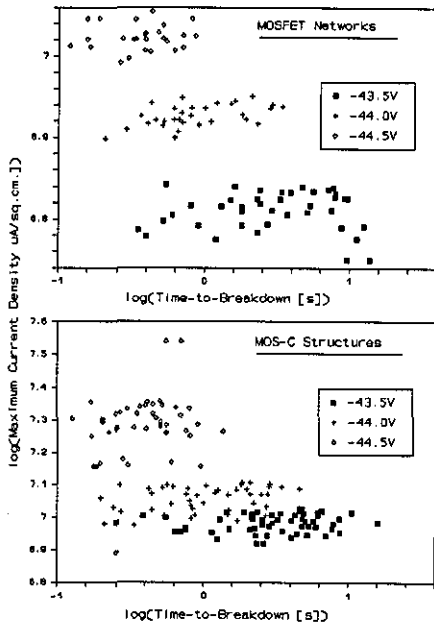 MOSFET Networks
-43.5V
-44.0V
-44.5V
7
6.9
6.8
-1
0
1
log(Time-to-Breakdown [s])
log(Maximum Current Density uA/sq.cm.])
7.6
7.5
7.4
7.3
7.2
7.1
7
6.9
6.8
MOS-C Structures
-43.5V
-44.0V
-44.5V
-1
0
1
log(Time-to-Breakdown [s])